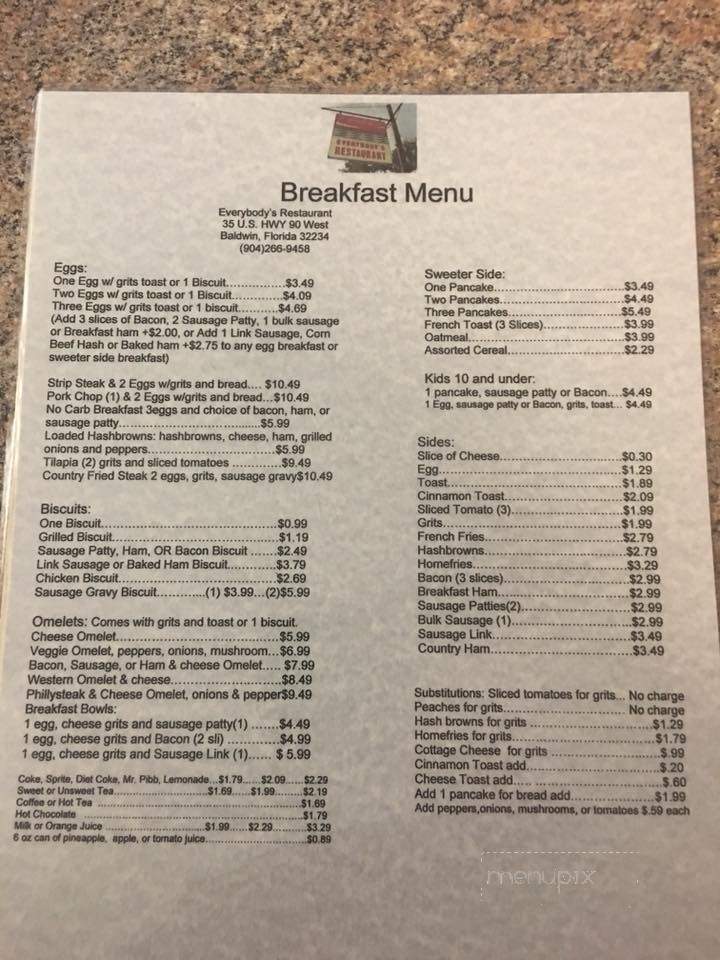 EVERYBODY'S
RESTAURANT
Breakfast Menu
Everybody's Restaurant
35 U.S. HWY 90 West
Baldwin, Florida 32234
(904)266-9458
Eggs:
One Egg w/ grits toast or 1 Biscuit................$3.49
Two Eggs w/ grits toast or 1 Biscuit.............$4.09
Three Eggs w/ grits toast or 1 biscuit..........$4.69
(Add 3 slices of Bacon, 2 Sausage Patty, 1 bulk sausage
or Breakfast ham +$2.00, or Add 1 Link Sausage, Corn
Beef Hash or Baked ham +$2.75 to any egg breakfast or
sweeter side breakfast)
Strip Steak & 2 Eggs w/grits and bread.... $10.49
Pork Chop (1) & 2 Eggs w/grits and bread...$10.49
No Carb Breakfast 3eggs and choice of bacon, ham, or
sausage patty..........................................$5.99
Loaded Hashbrowns: hashbrowns, cheese, ham, grilled
onions and peppers.....................................$5.99
Tilapia (2) grits and sliced tomatoes ............$9.49
Country Fried Steak 2 eggs, grits, sausage gravy$10.49
Biscuits:
One Biscuit...............................................$0.99
Grilled Biscuit............................................$1.19
Sausage Patty, Ham, OR Bacon Biscuit .......$2.49
Link Sausage or Baked Ham Biscuit............$3.79
Chicken Biscuit..........................................$2.69
Sausage Gravy Biscuit............(1) $3.99...(2)$5.99
Omelets: Comes with grits and toast or 1 biscuit.
Cheese Omelet..........................................$5.99
Veggie Omelet, peppers, onions, mushroom...$6.99
Bacon, Sausage, or Ham & cheese Omelet..... $7.99
Western Omelet & cheese............................$8.49
Phillysteak & Cheese Omelet, onions & pepper$9.49
Breakfast Bowls:
1 egg, cheese grits and sausage patty(1) .......$4.49
1 egg, cheese grits and Bacon (2 sli) .............$4.99
1 egg, cheese grits and Sausage Link (1)...... $ 5.99
Coke, Sprite, Diet Coke, Mr. Pibb, Lemonade...$1.79......$2.09......$2.29
Sweet or Unsweet Tea..............................$1.69......$1.99.........$2.19
Coffee or Hot Tea ............................................................$1.69
Hot Chocolate ..................................................................$1.79
Milk or Orange Juice .................................$1.99......$2.29..........$3.29
6 oz can of pineapple, apple, or tomato juice..............................$0.89
Sweeter Side:
One Pancake......................................$3.49
Two Pancakes.....................................$4.49
Three Pancakes..................................$5.49
French Toast (3 Slices)........................$3.99
Oatmeal..............................................$3.99
Assorted Cereal...................................$2.29
Kids 10 and under:
1 pancake, sausage patty or Bacon....$4.49
1 Egg, sausage patty or Bacon, grits, toast... $4.49
Sides:
Slice of Cheese..................................$0.30
Egg...................................................$1.29
Toast.................................................$1.89
Cinnamon Toast..................................$2.09
Sliced Tomato (3)................................$1.99
Grits..................................................$1.99
French Fries.......................................$2.79
Hashbrowns.......................................$2.79
Homefries..........................................$3.29
Bacon (3 slices)..................................$2.99
Breakfast Ham...................................$2.99
Sausage Patties(2)..............................$2.99
Bulk Sausage (1).................................$2.99
Sausage Link......................................$3.49
Country Ham......................................$3.49
Substitutions: Sliced tomatoes for grits... No charge
Peaches for grits............................... No charge
Hash browns for grits ..............................$1.29
Homefries for grits...................................$1.79
Cottage Cheese for grits ...........................$.99
Cinnamon Toast add................................$.20
Cheese Toast add..... ..............................$.60
Add 1 pancake for bread add.....................$1.99
Add peppers,onions, mushrooms, or tomatoes $.59 each
menupix